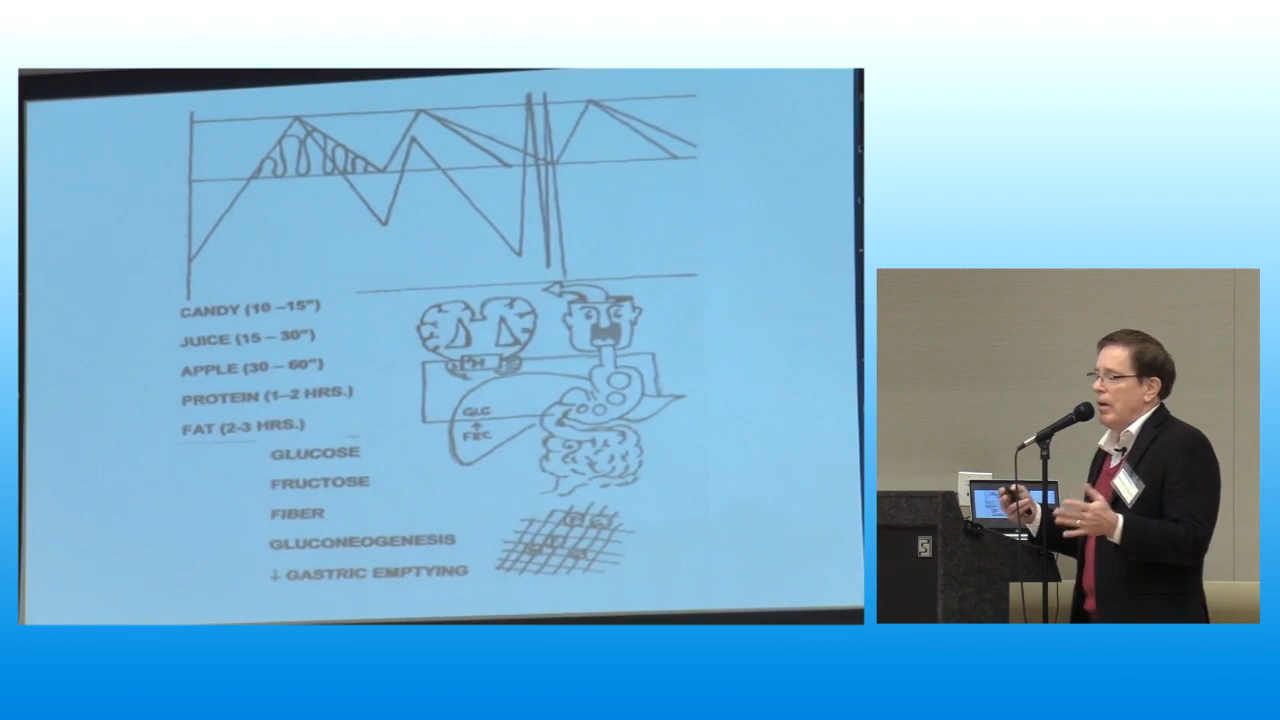 CANDY (10 –15")
JUICE (15 – 30")
APPLE (30 – 60")
PROTEIN (1–2 HRS.)
FAT (2-3 HRS.)
GLUCOSE
FRUCTOSE
FIBER
GLUCONEOGENESIS
↓ GASTRIC EMPTYING
GLC
+